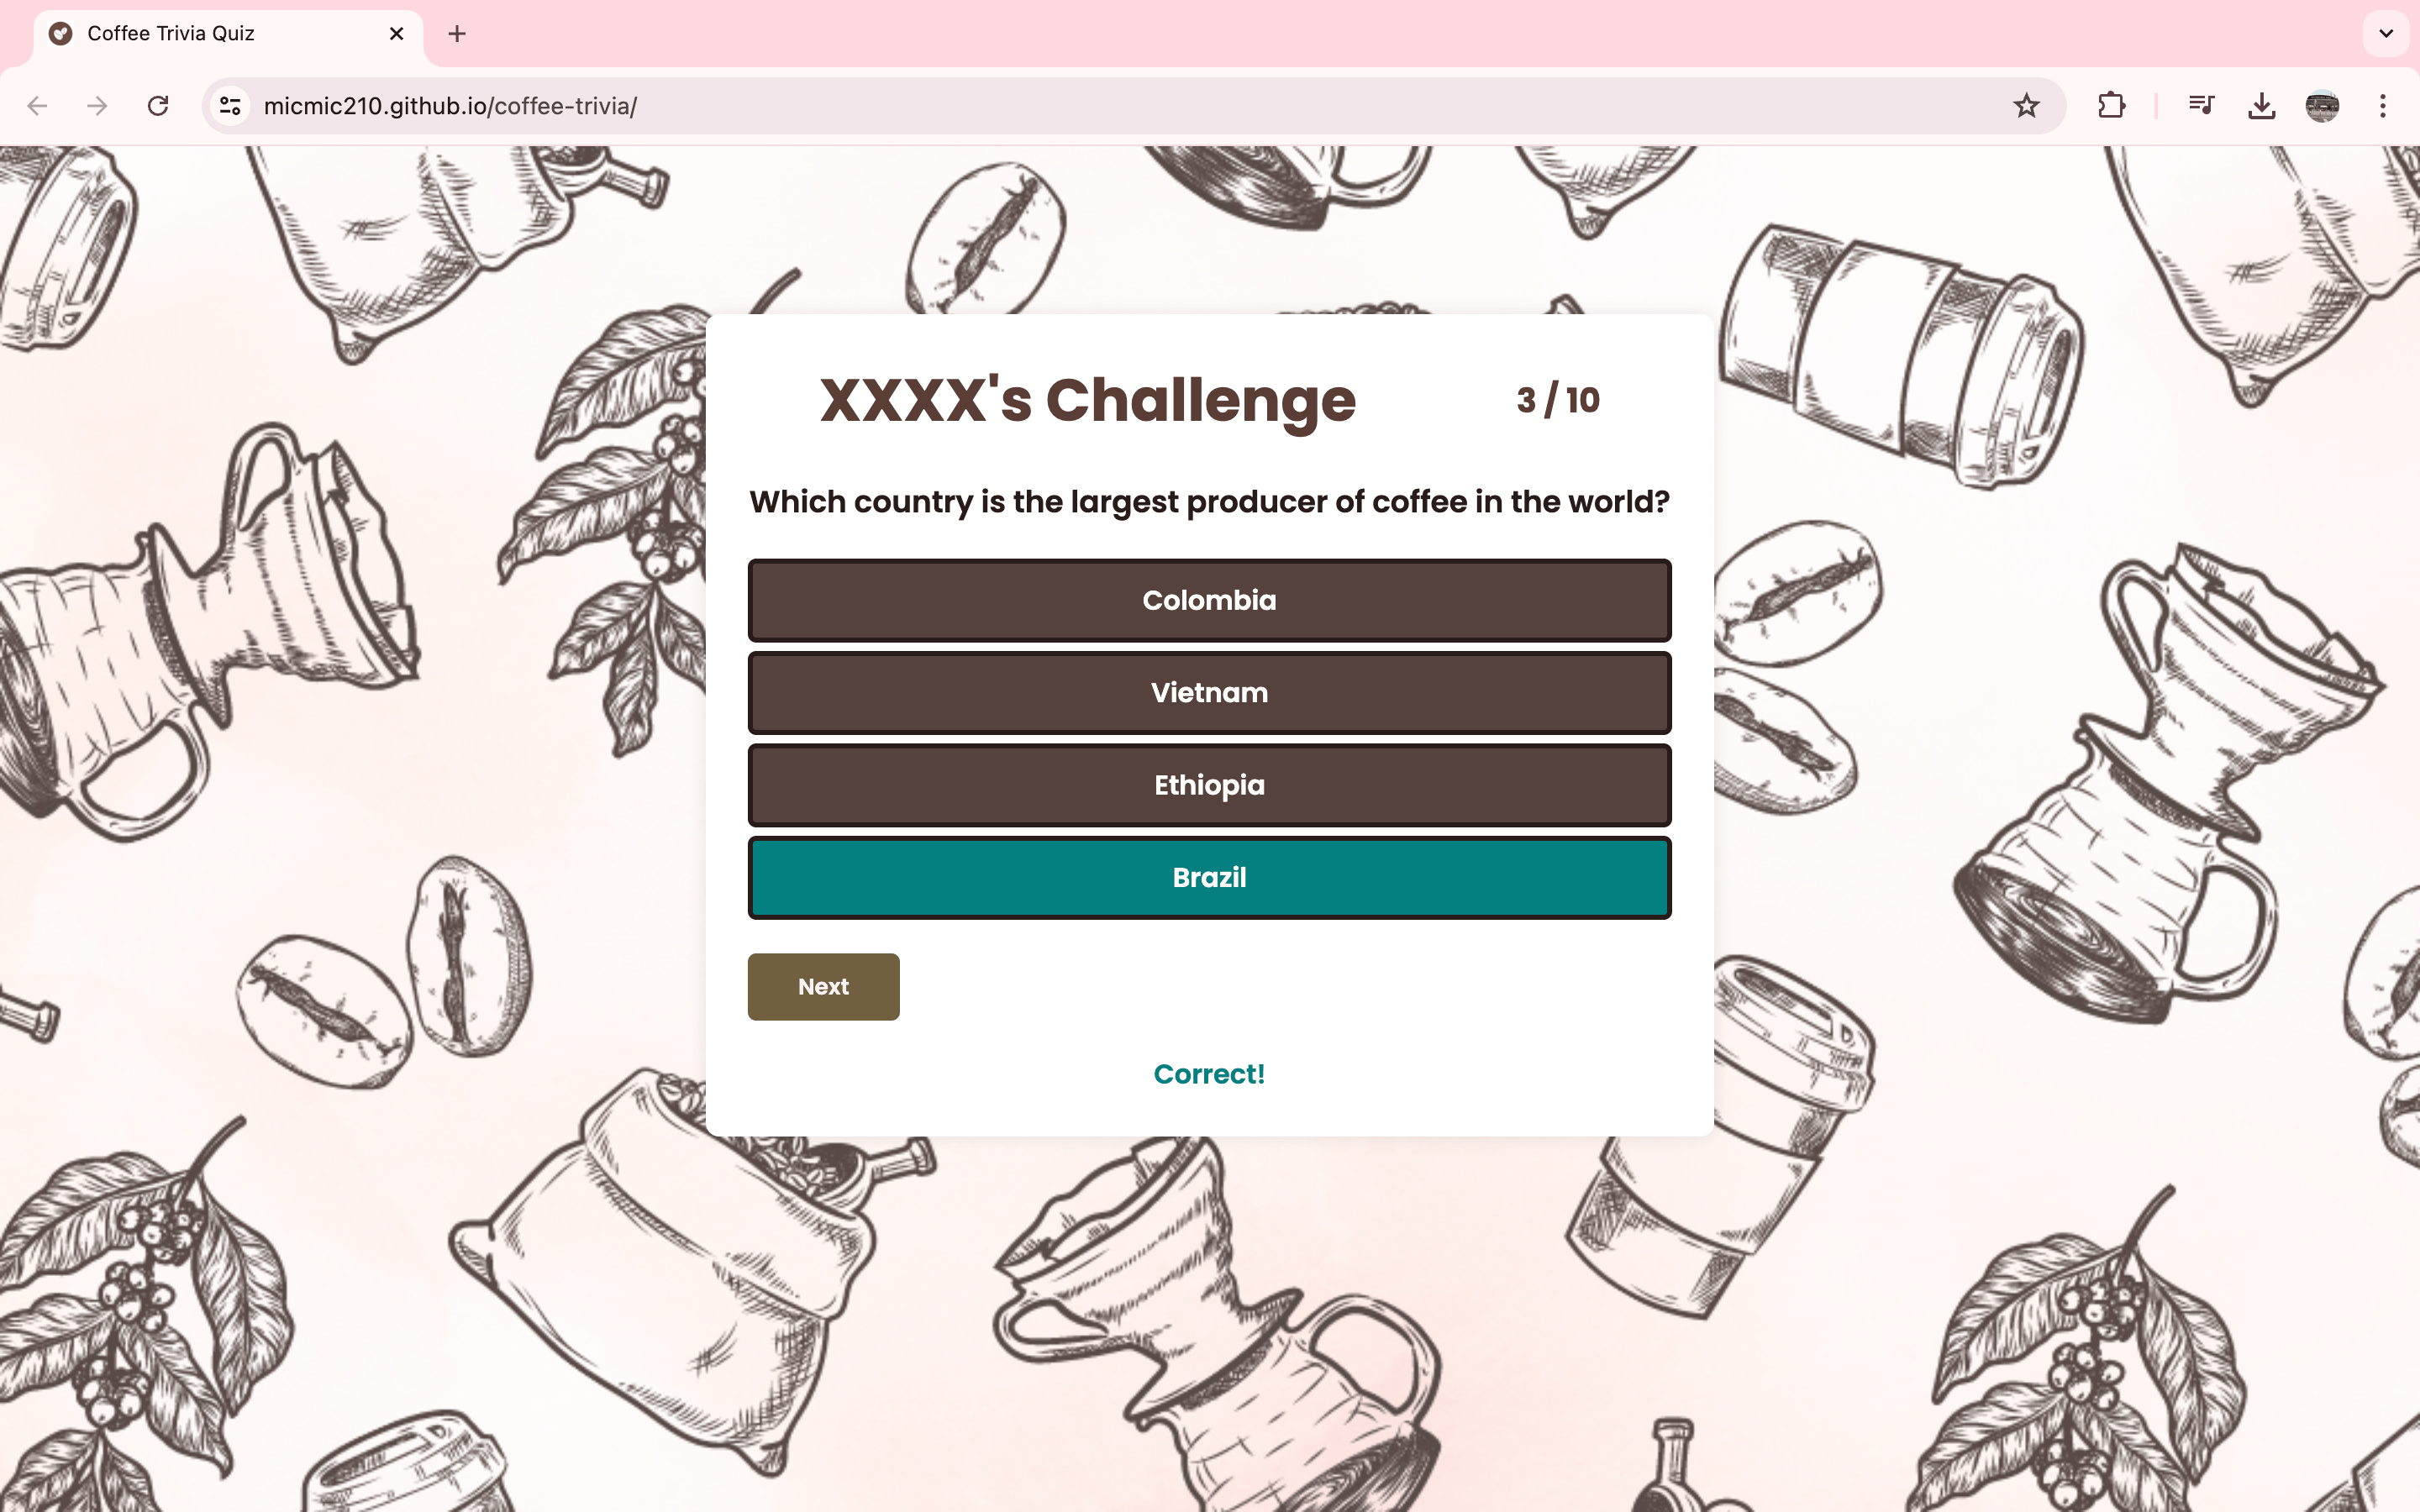 Coffee Trivia Quiz
micmic210.github.io/coffee-trivia/
XXXX's Challenge
3 / 10
Which country is the largest producer of coffee in the world?
Colombia
Vietnam
Ethiopia
Brazil
Next
Correct!